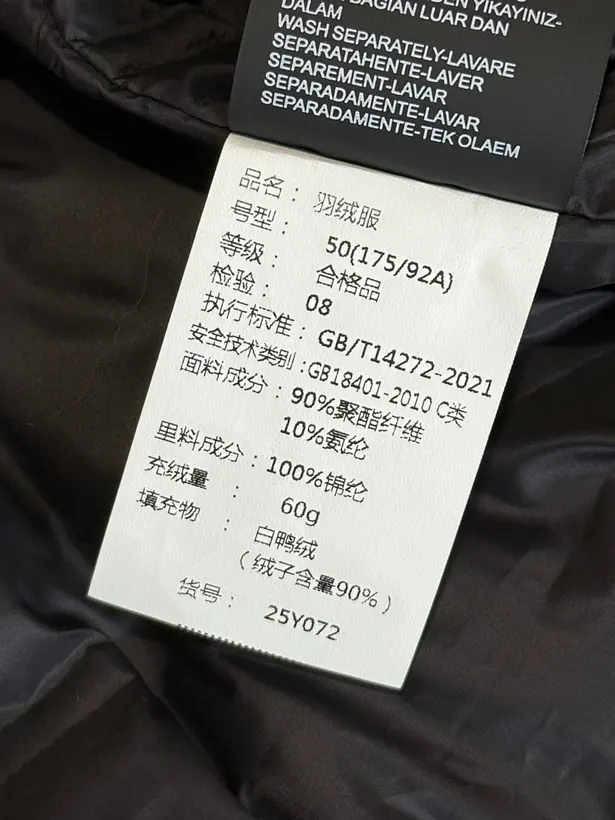 YIKAYINIZ-
BAGIAN LUAR DAN
DALAM
WASH SEPARATELY-LAVARE
SEPARATAHENTE-LAVER
SEPAREMENT-LAVAR
SEPARADAMENTE-LAVAR
SEPARADAMENTE-TEK OLAEM
品名： 羽绒服
号型： 50(175/92A)
等级： 合格品
检验： 08
执行标准： GB/T14272-2021
安全技术类别：GB18401-2010 C类
面料成分：90%聚酯纤维
10%氨纶
里料成分：100%锦纶
充绒量 ： 60g
填充物 ： 白鸭绒
（绒子含量90%）
货号： 25Y072